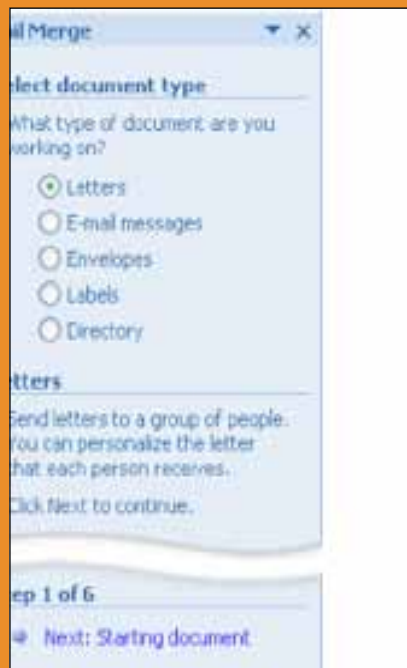 il Merge
elect document type
What type of document are you
working on?
Letters
E-mail messages
Envelopes
Labels
Directory
etters
Send letters to a group of people.
You can personalize the letter
that each person receives.
Click Next to continue.
ep 1 of 6
Next: Starting document